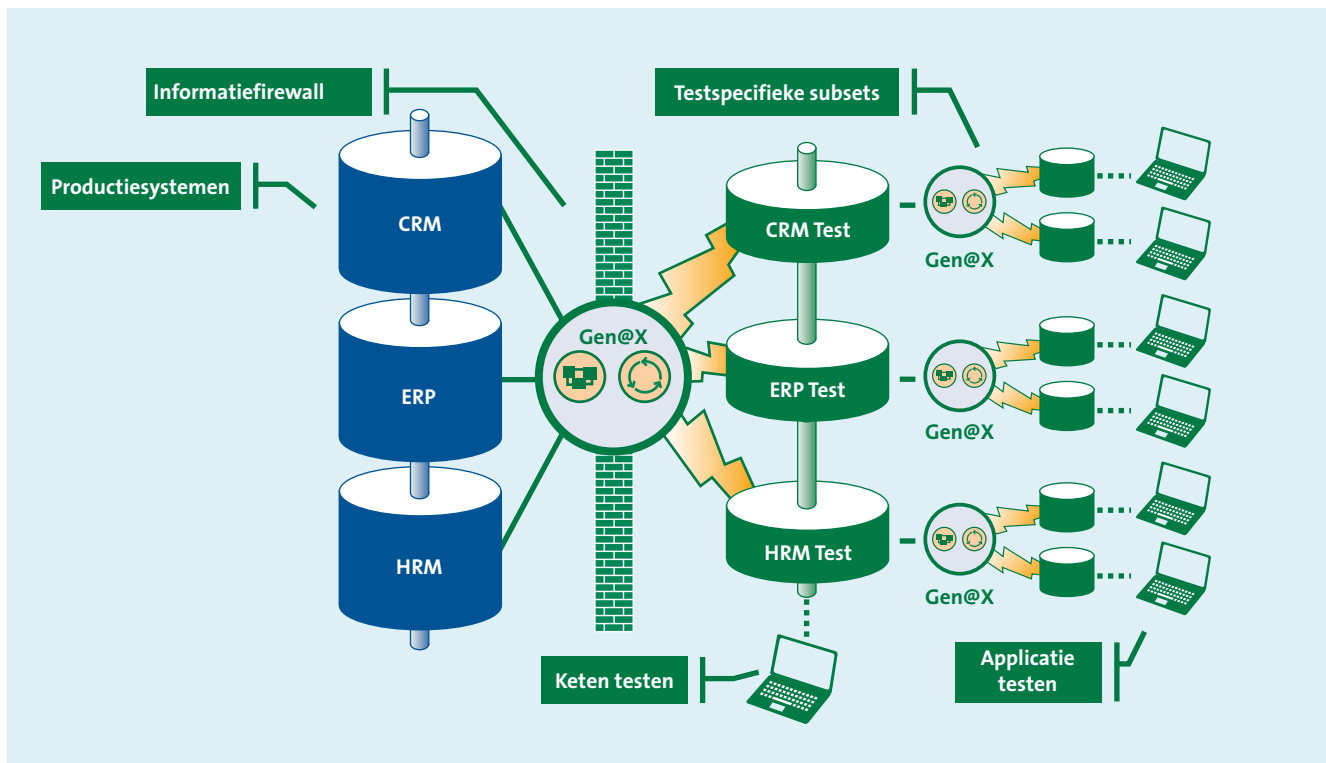 Informatiefirewall
Testspecifieke subsets
Productiesystemen
CRM
ERP
HRM
Gen@X
CRM Test
ERP Test
HRM Test
Gen@X
Gen@X
Gen@X
Keten testen
Applicatie
testen